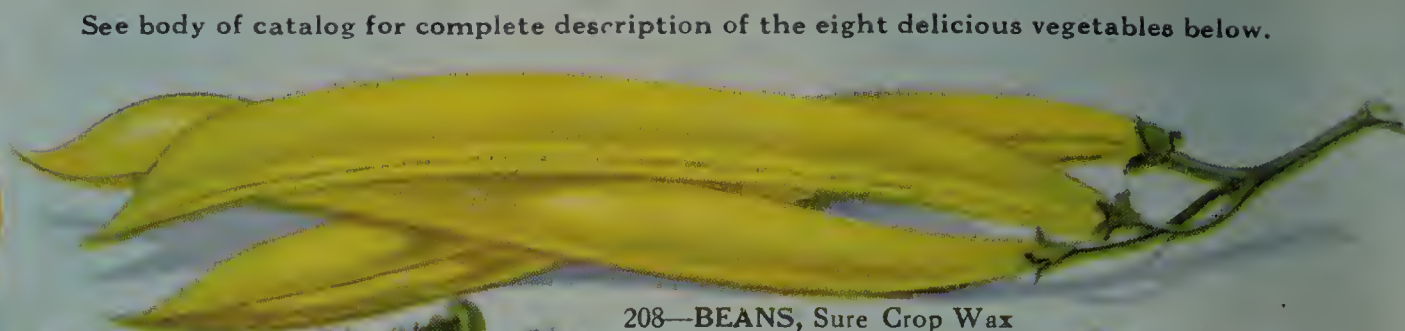 See body of catalog for complete description of the eight delicious vegetables below.
208—BEANS, Sure Crop Wax